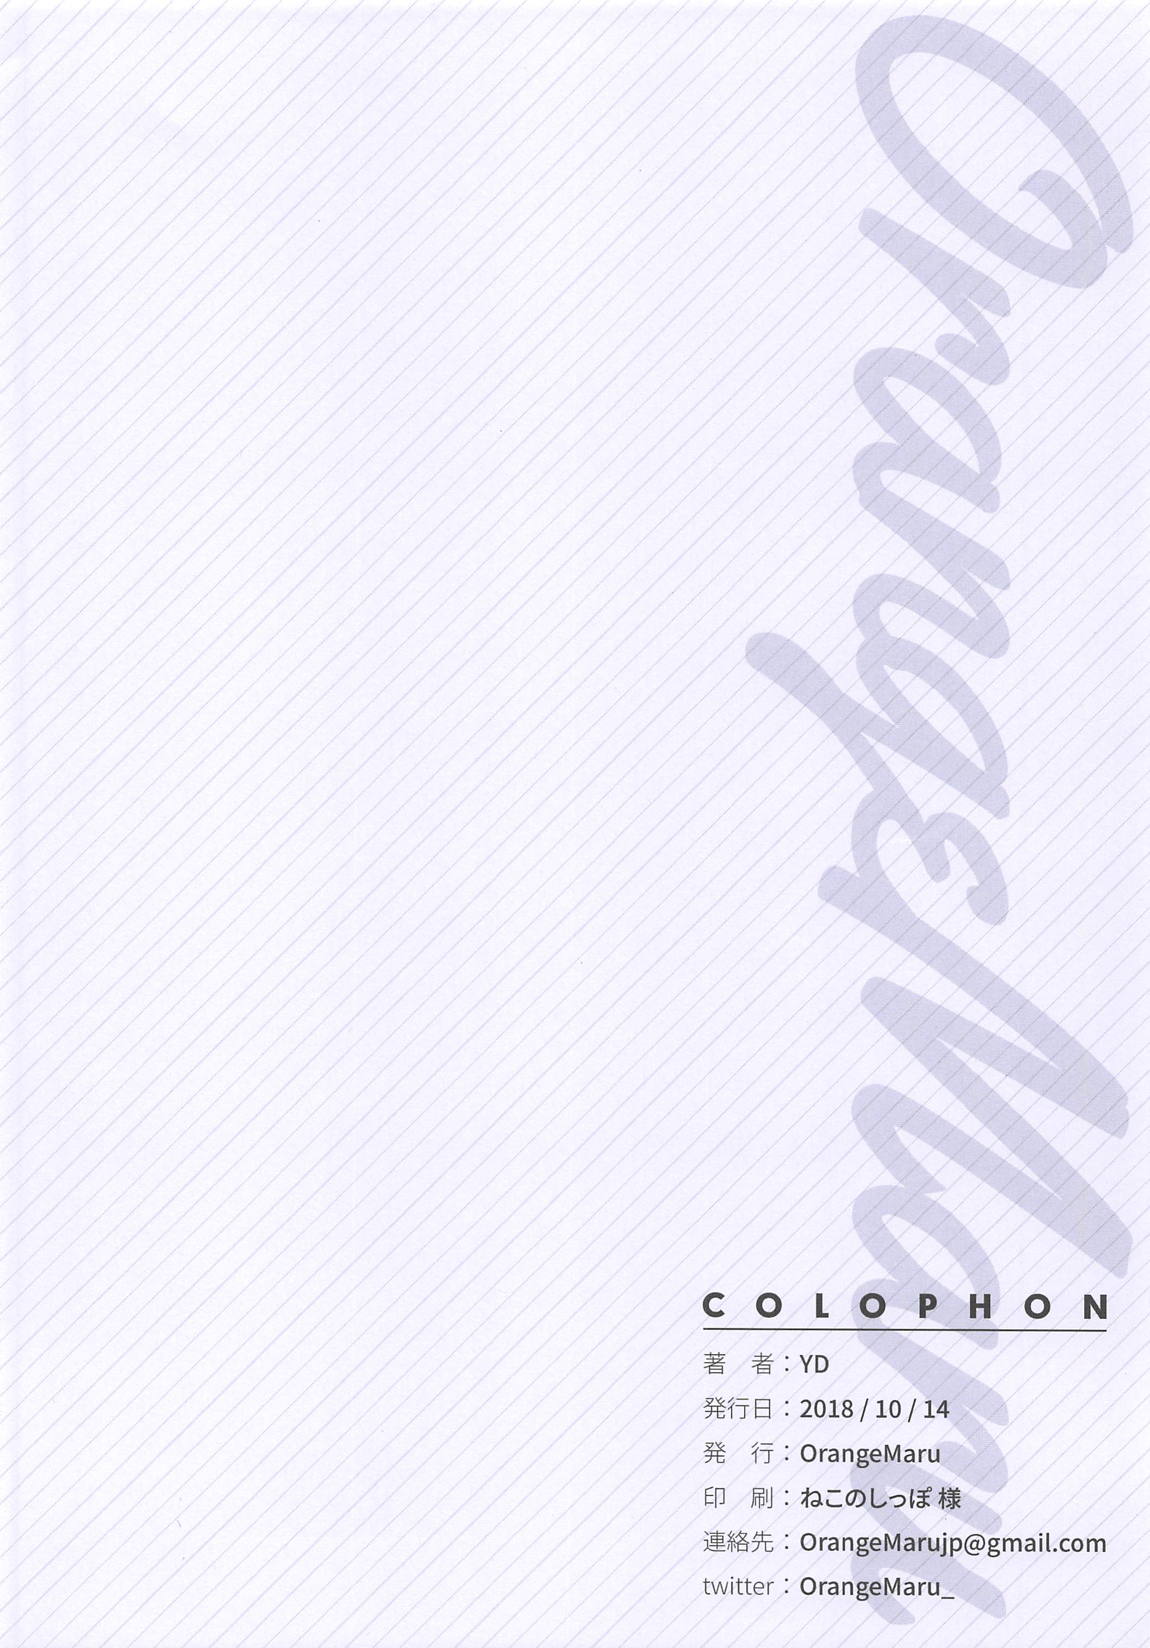 OrangeMaru
COLOPHON
著　者：YD
発行日：2018 / 10 / 14
発　行：OrangeMaru
印　刷：ねこのしっぽ 様
連絡先：OrangeMarujp@gmail.com
twitter：OrangeMaru_